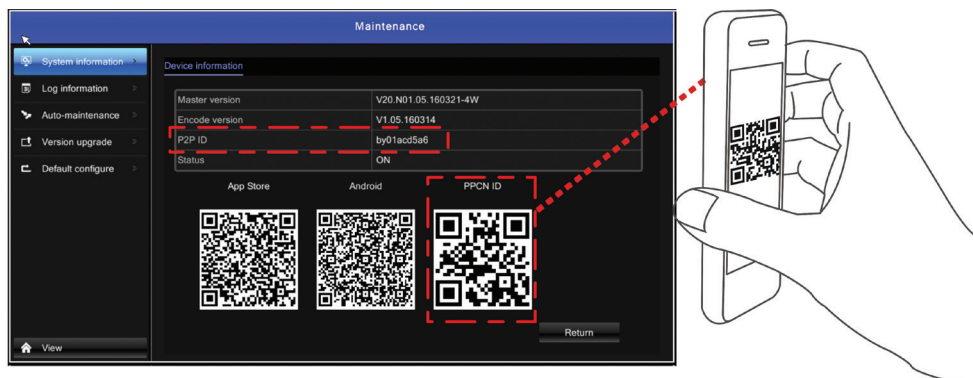 Maintenance
System information
Log information
Auto-maintenance
Version upgrade
Default configure
View
Device information
Master version V20.N01.05.160321-4W
Encode version V1.05.160314
P2P ID by01acd5a6
Status ON
App Store Android PPCN ID
Return